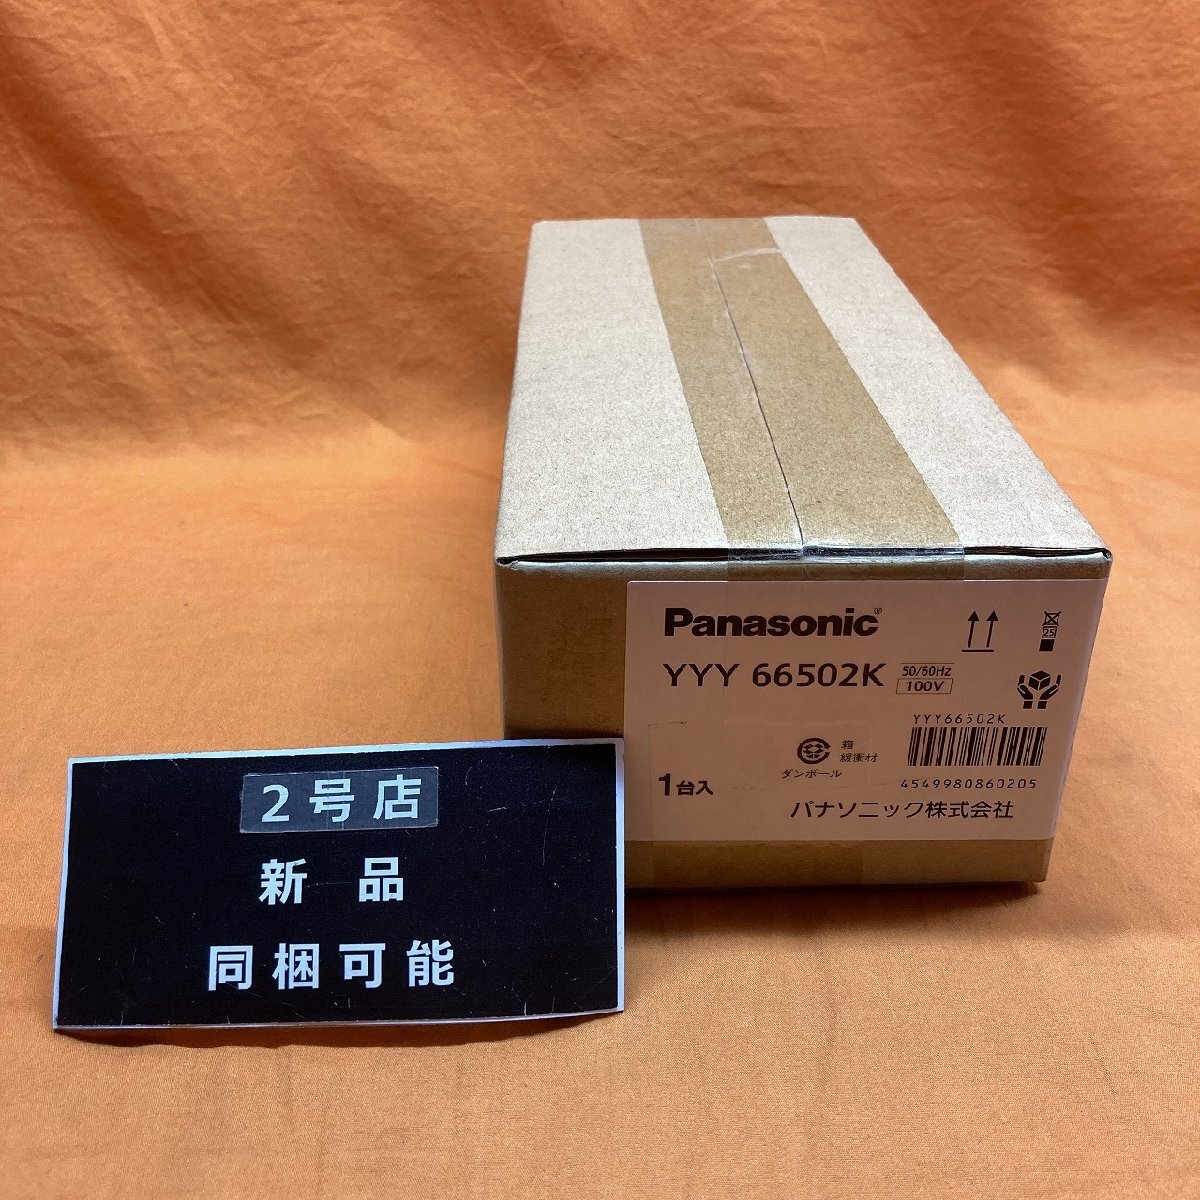 Panasonic®
YYY 66502K
50/60Hz
100V
25
YYY66502K
箱
緩衝材
ダンボール
4549980860205
1台入
パナソニック株式会社
2号店
新 品
同梱可能